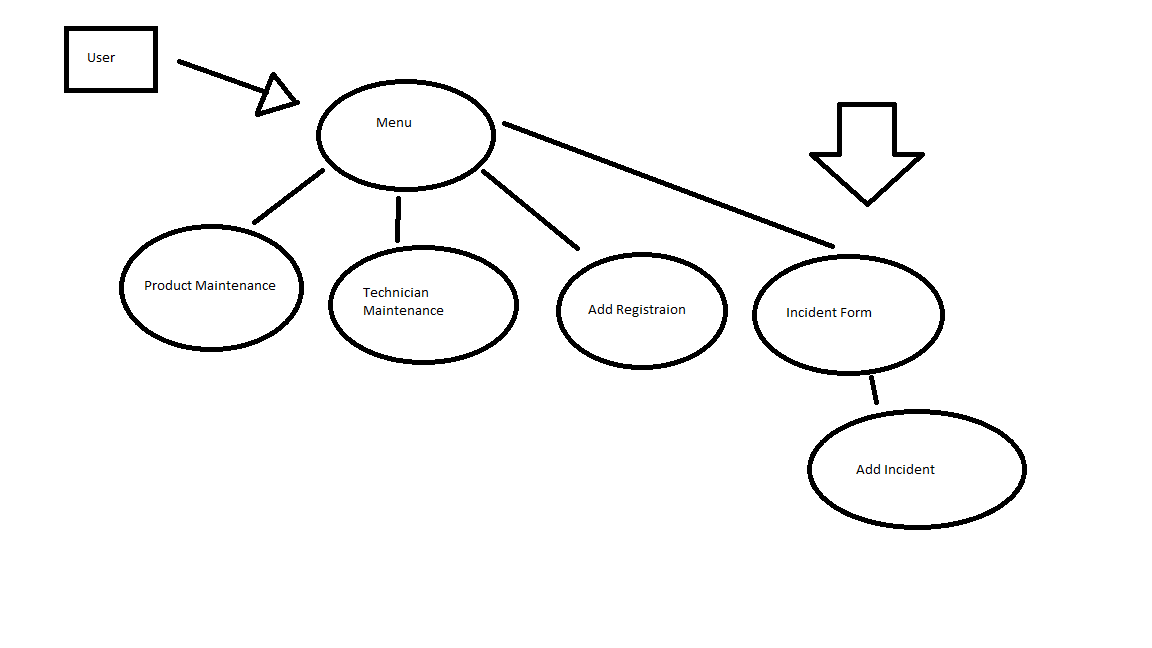 User
Menu
Product Maintenance
Technician
Maintenance
Add Registraion
Incident Form
Add Incident